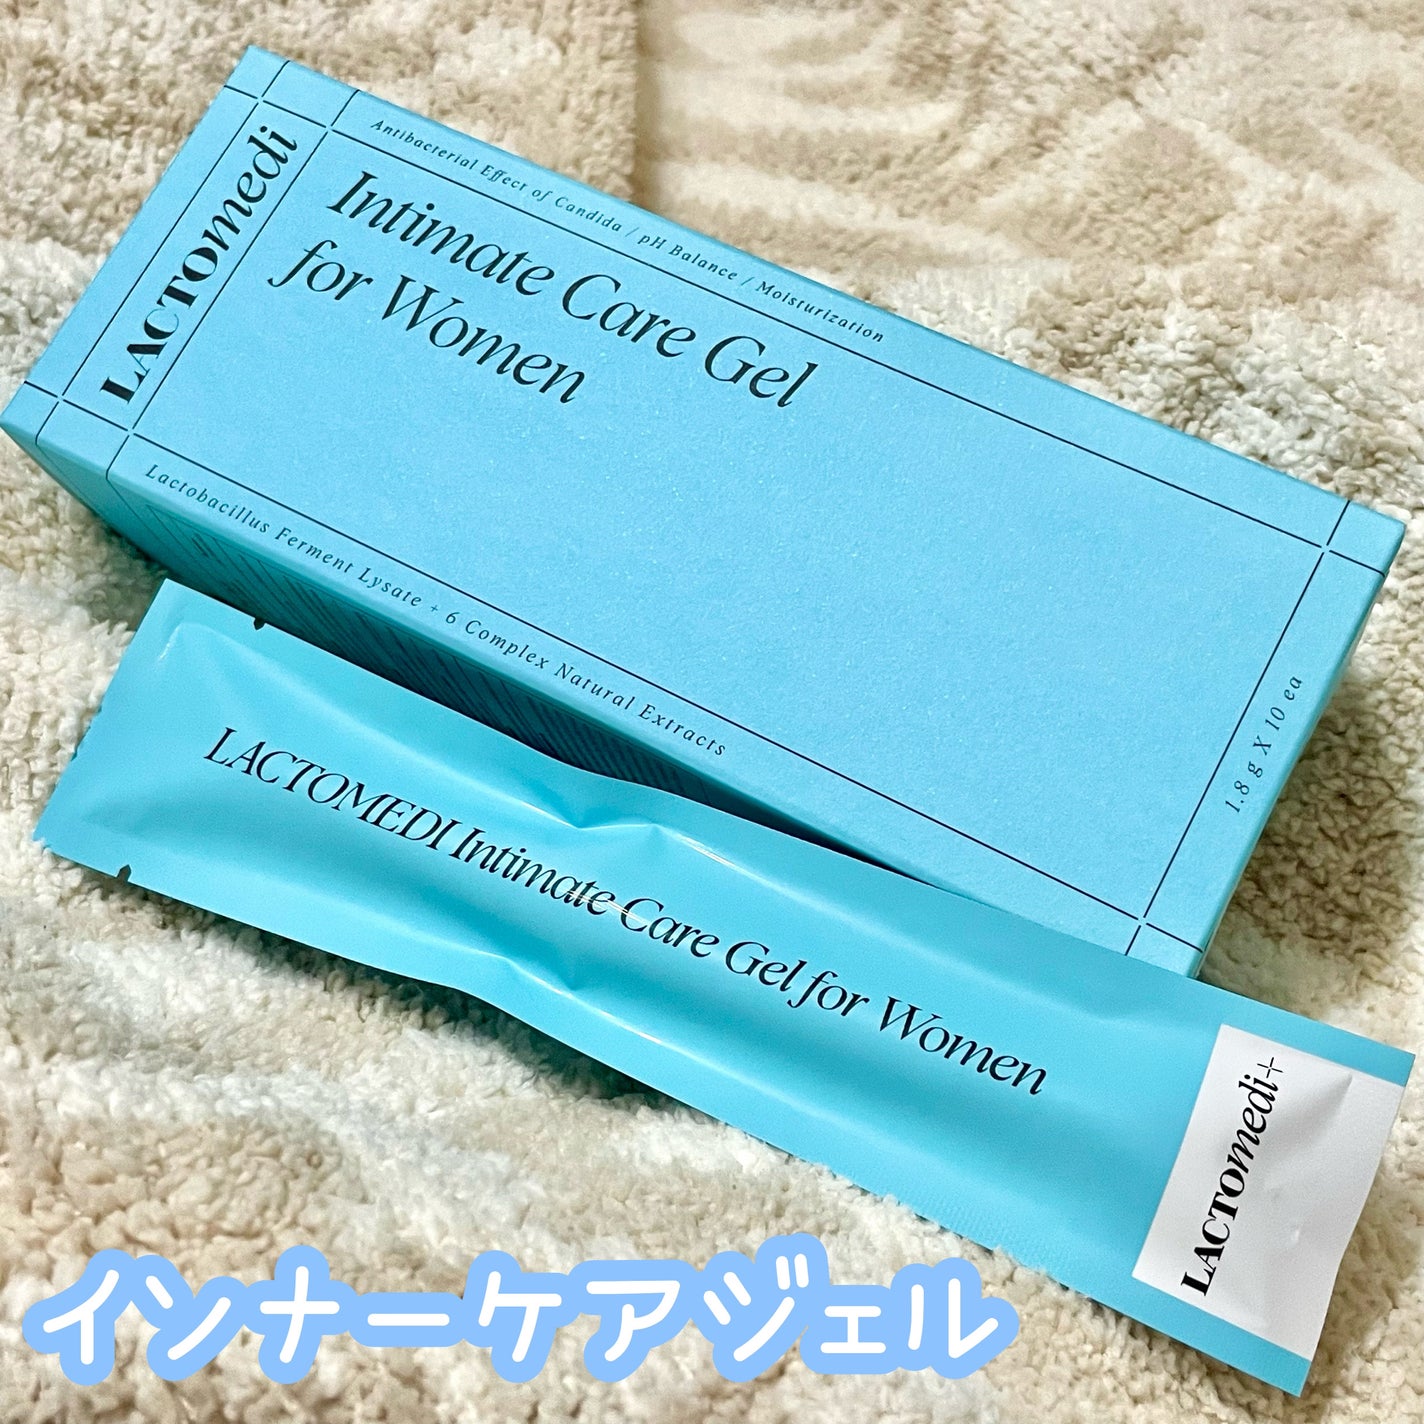 LACTOmedi
Antibacterial Effect of Candida / pH Balance / Moisturization
Intimate Care Gel
for Women
Lactobacillus Ferment Lysate + 6 Complex Natural Extracts
1.8 g X 10 ea
LACTOMEDI Intimate Care Gel for Women
LACTOmedi+
インナーケアジェル